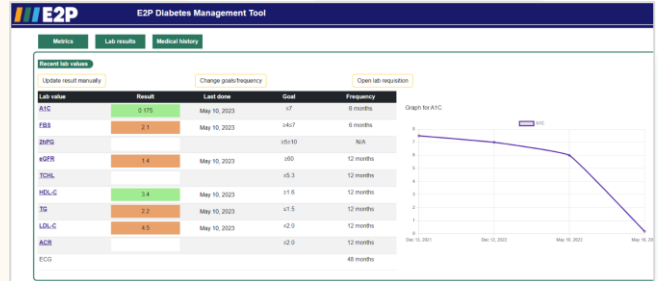 E2P E2P Diabetes Management Tool
Metrics Lab results Medical history
Recent lab values
Update result manually Change goals/frequency Open lab requisition
Lab value Result Last done Goal Frequency
A1C 0.175 May 10, 2023 ≤7 6 months
FBS 2.1 May 10, 2023 ≥4≤7 6 months
2hPG ≥5≤10 N/A
eGFR 1.4 May 10, 2023 ≥60 12 months
TCHL ≤5.3 12 months
HDL-C 3.4 May 10, 2023 ≥1.6 12 months
TG 2.2 May 10, 2023 ≤1.5 12 months
LDL-C 4.5 May 10, 2023 ≤2.0 12 months
ACR ≤2.0 12 months
ECG 48 months
Graph for A1C
A1C
8
7
6
5
4
3
2
1
0
Dec 12, 2021 Dec 12, 2022 May 10, 2023 May 10, 20